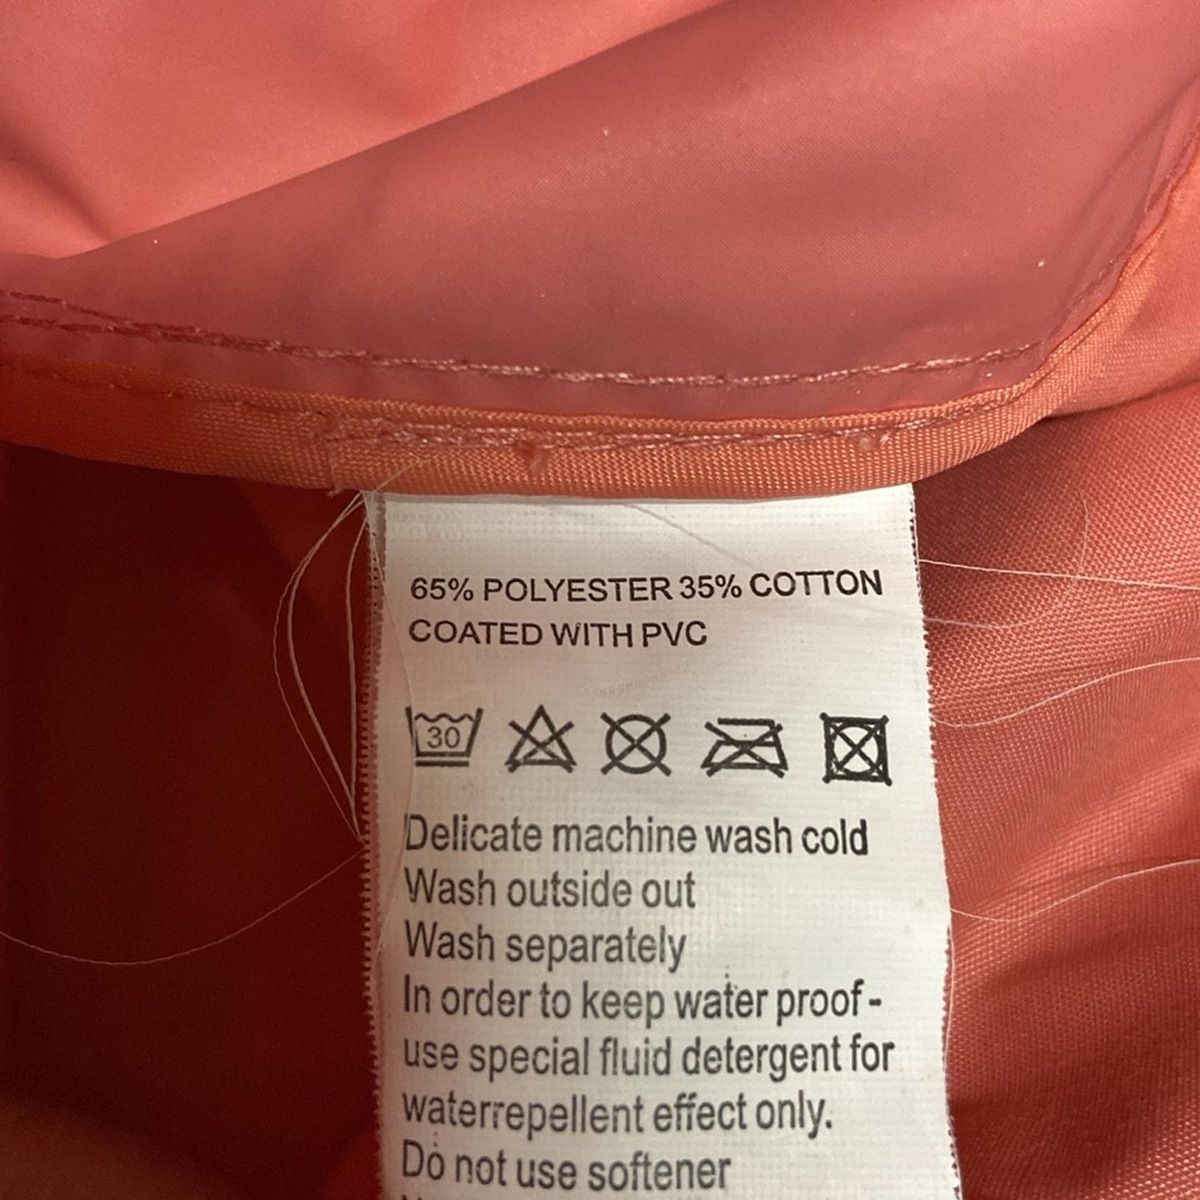 65% POLYESTER 35% COTTON
COATED WITH PVC
30
Delicate machine wash cold
Wash outside out
Wash separately
In order to keep water proof -
use special fluid detergent for
waterrepellent effect only.
Do not use softener